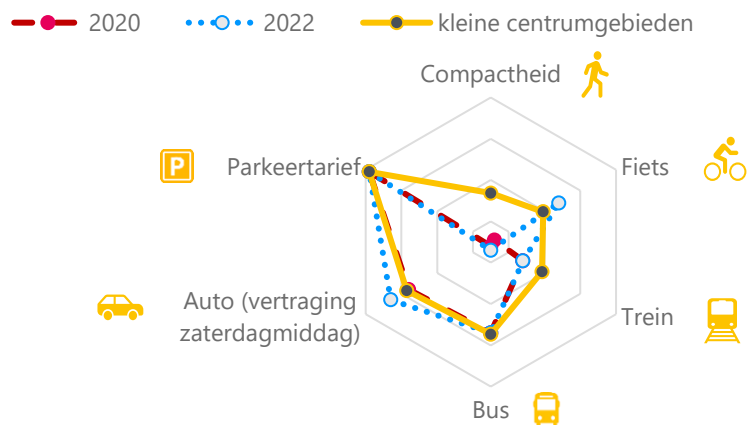 2020 2022 kleine centrumgebieden
Compactheid
Parkeertarief
Fiets
P
Auto (vertraging
zaterdagmiddag)
Trein
Bus